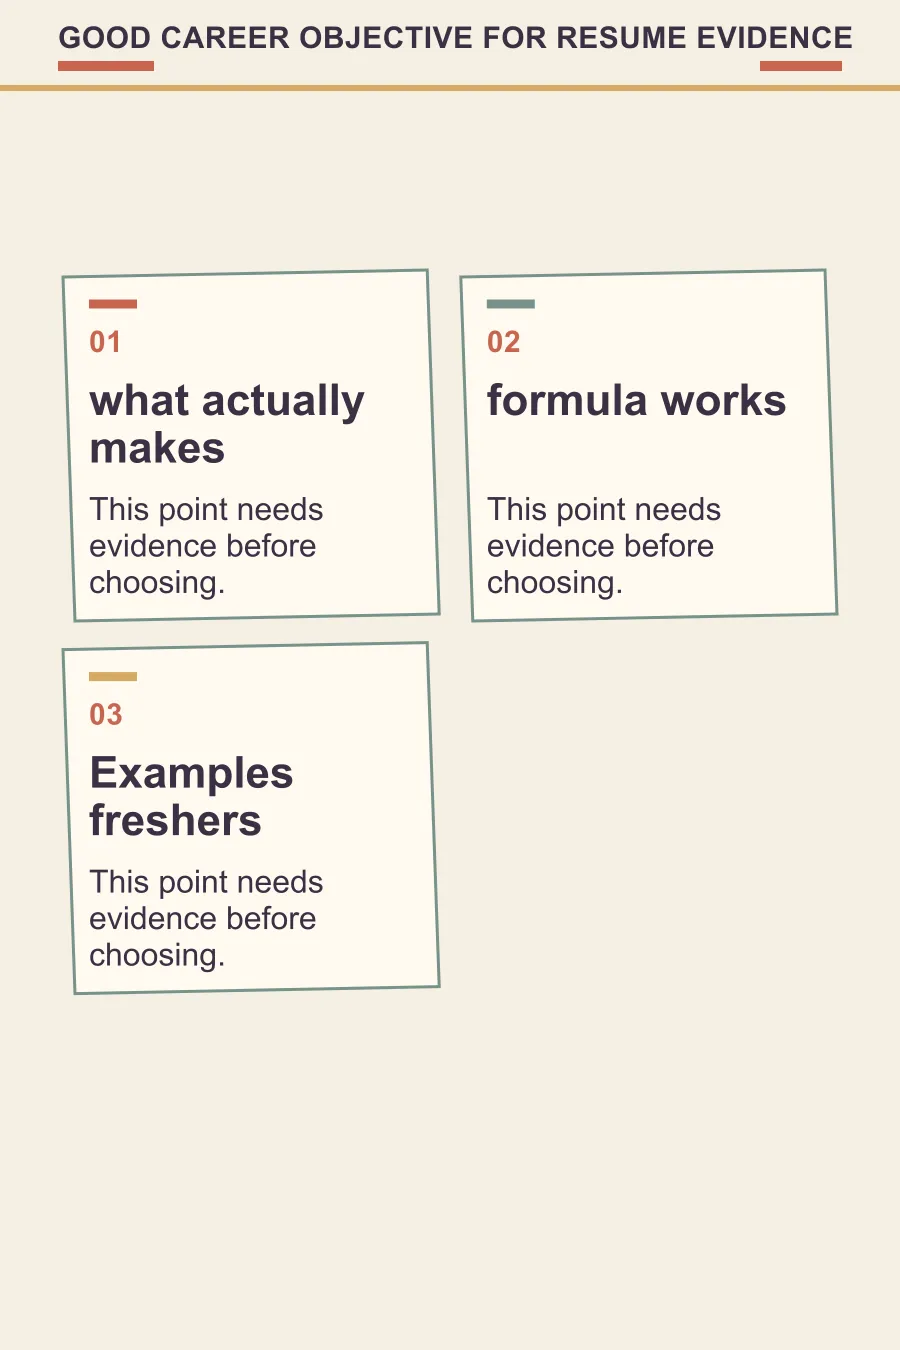 GOOD CAREER OBJECTIVE FOR RESUME EVIDENCE
01
what actually
makes
This point needs
evidence before
choosing.
02
formula works
This point needs
evidence before
choosing.
03
Examples
freshers
This point needs
evidence before
choosing.